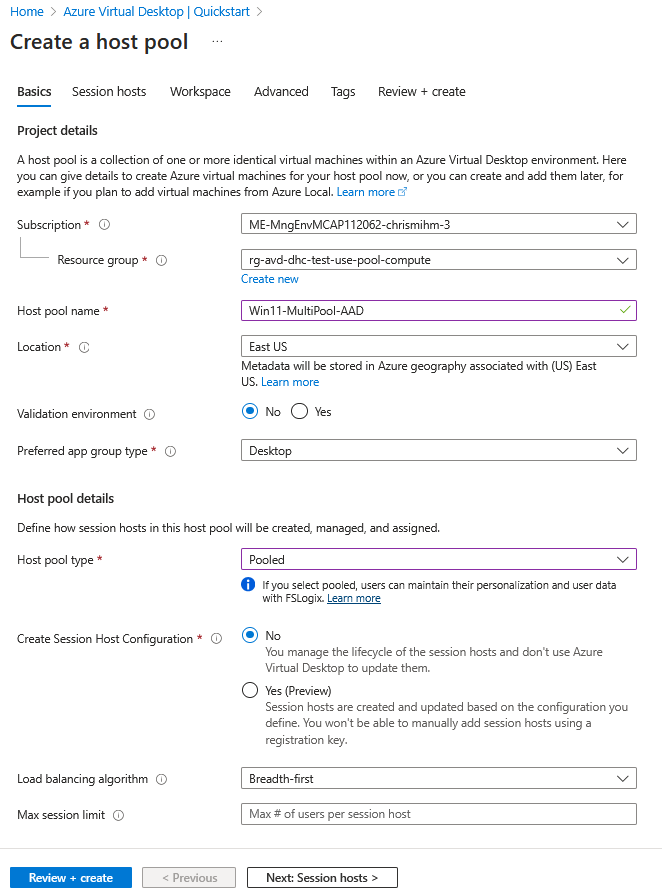 Home > Azure Virtual Desktop | Quickstart >
Create a host pool ...
Basics Session hosts Workspace Advanced Tags Review + create
Project details
A host pool is a collection of one or more identical virtual machines within an Azure Virtual Desktop environment. Here
you can give details to create Azure virtual machines for your host pool now, or you can create and add them later, for
example if you plan to add virtual machines from Azure Local. Learn more
Subscription *
ME-MngEnvMCAP112062-chrismihm-3
Resource group *
rg-avd-dhc-test-use-pool-compute
Create new
Host pool name *
Win11-MultiPool-AAD
Location *
East US
Metadata will be stored in Azure geography associated with (US) East
US. Learn more
Validation environment
No Yes
Preferred app group type *
Desktop
Host pool details
Define how session hosts in this host pool will be created, managed, and assigned.
Host pool type *
Pooled
If you select pooled, users can maintain their personalization and user data
with FSLogix. Learn more
Create Session Host Configuration *
No
You manage the lifecycle of the session hosts and don't use Azure
Virtual Desktop to update them.
Yes (Preview)
Session hosts are created and updated based on the configuration you
define. You won't be able to manually add session hosts using a
registration key.
Load balancing algorithm
Breadth-first
Max session limit
Max # of users per session host
Review + create
< Previous
Next: Session hosts >